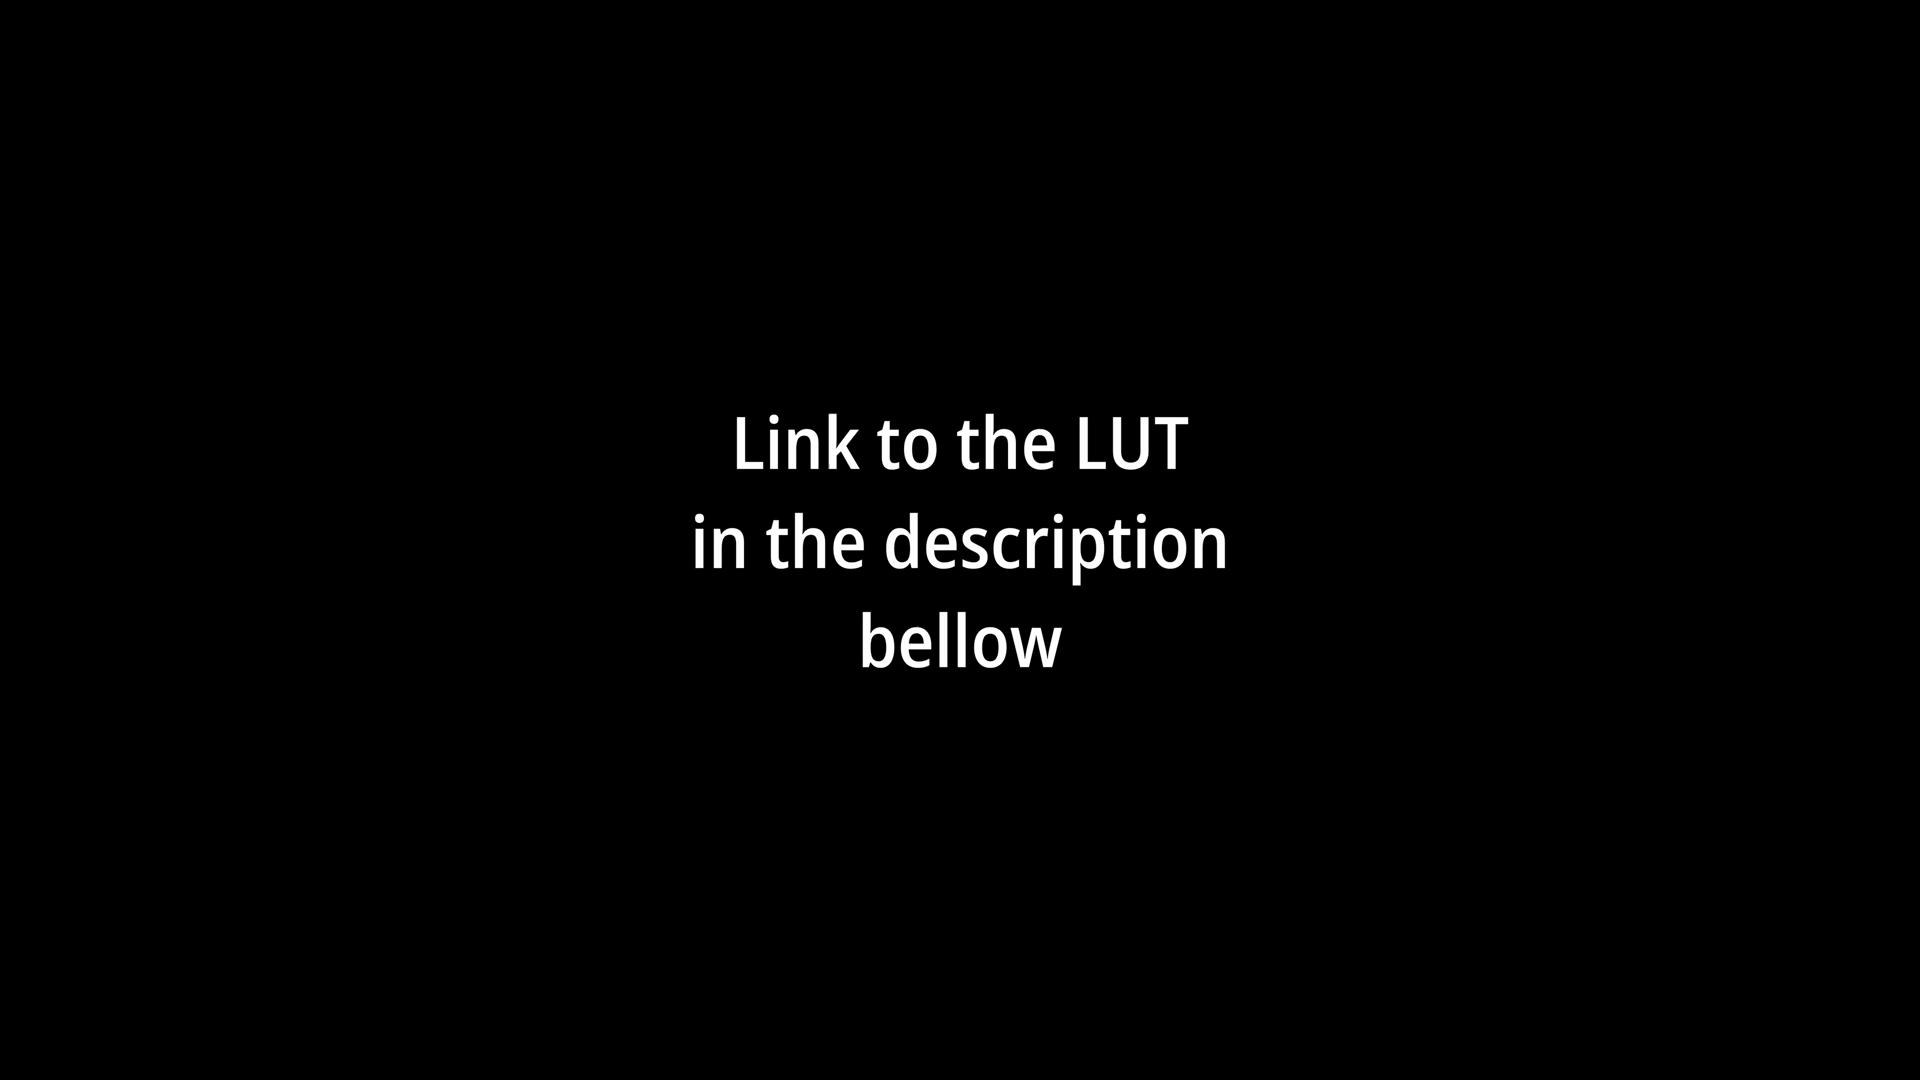 Link to the LUT
in the description
bellow